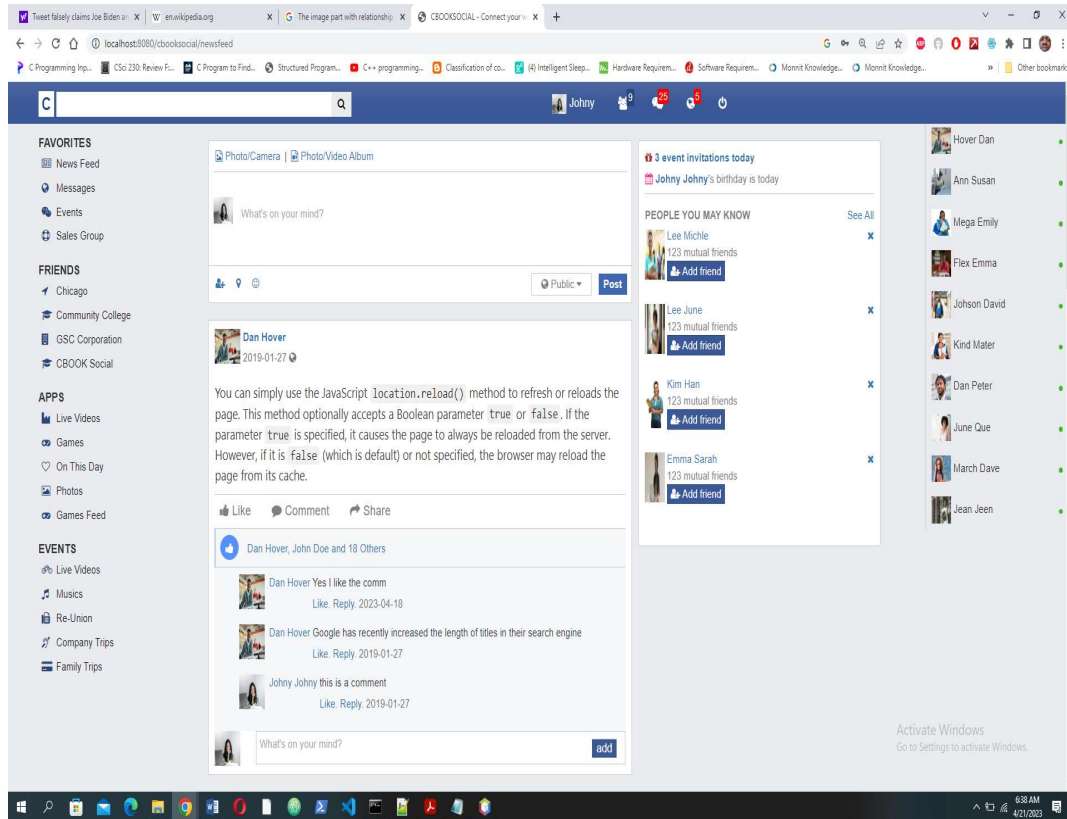 Tweet falsely claims Joe Biden an
en.wikipedia.org
The image part with relationship
CBOOKSOCIAL - Connect your w
localhost:8080/cbooksocial/newsfeed
C Programming Inp...
CSci 230: Review F...
C Program to Find...
Structured Program...
C++ programming...
Classification of co...
(4) Intelligent Sleep...
Hardware Requirem...
Software Requirem...
Monnit Knowledge...
Monnit Knowledge...
Other bookmark
C
Johny
9
25
5
FAVORITES
News Feed
Messages
Events
Sales Group
FRIENDS
Chicago
Community College
GSC Corporation
CBOOK Social
APPS
Live Videos
Games
On This Day
Photos
Games Feed
EVENTS
Live Videos
Musics
Re-Union
Company Trips
Family Trips
Photo/Camera | Photo/Video Album
What's on your mind?
Public
Post
Dan Hover
2019-01-27
You can simply use the JavaScript location.reload() method to refresh or reloads the
page. This method optionally accepts a Boolean parameter true or false. If the
parameter true is specified, it causes the page to always be reloaded from the server.
However, if it is false (which is default) or not specified, the browser may reload the
page from its cache.
Like Comment Share
Dan Hover, John Doe and 18 Others
Dan Hover Yes I like the comm
Like. Reply. 2023-04-18
Dan Hover Google has recently increased the length of titles in their search engine
Like. Reply. 2019-01-27
Johny Johny this is a comment
Like. Reply. 2019-01-27
What's on your mind?
add
3 event invitations today
Johny Johny's birthday is today
PEOPLE YOU MAY KNOW See All
Lee Michle
123 mutual friends
Add friend
Lee June
123 mutual friends
Add friend
Kim Han
123 mutual friends
Add friend
Emma Sarah
123 mutual friends
Add friend
Hover Dan
Ann Susan
Mega Emily
Flex Emma
Johson David
Kind Mater
Dan Peter
June Que
March Dave
Jean Jeen
Activate Windows
Go to Settings to activate Windows.
6:38 AM
4/21/2023